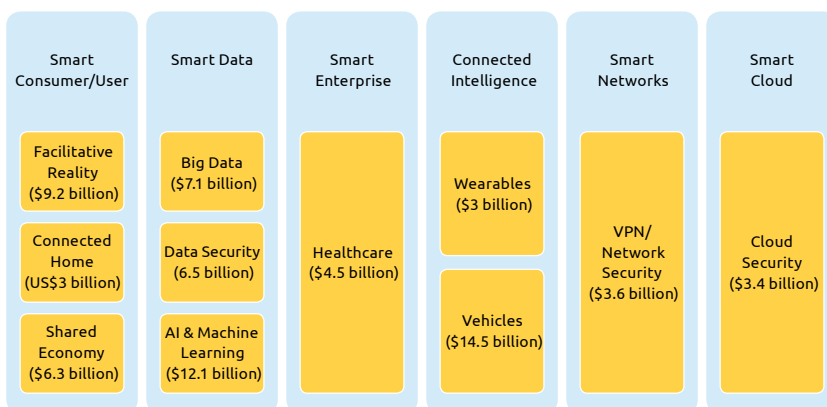 Smart
Consumer/User
Facilitative
Reality
($9.2 billion)
Connected
Home
(US$3 billion)
Shared
Economy
($6.3 billion)
Smart Data
Big Data
($7.1 billion)
Data Security
(6.5 billion)
AI & Machine
Learning
($12.1 billion)
Smart
Enterprise
Healthcare
($4.5 billion)
Connected
Intelligence
Wearables
($3 billion)
Vehicles
($14.5 billion)
Smart
Networks
VPN/
Network
Security
($3.6 billion)
Smart
Cloud
Cloud
Security
($3.4 billion)